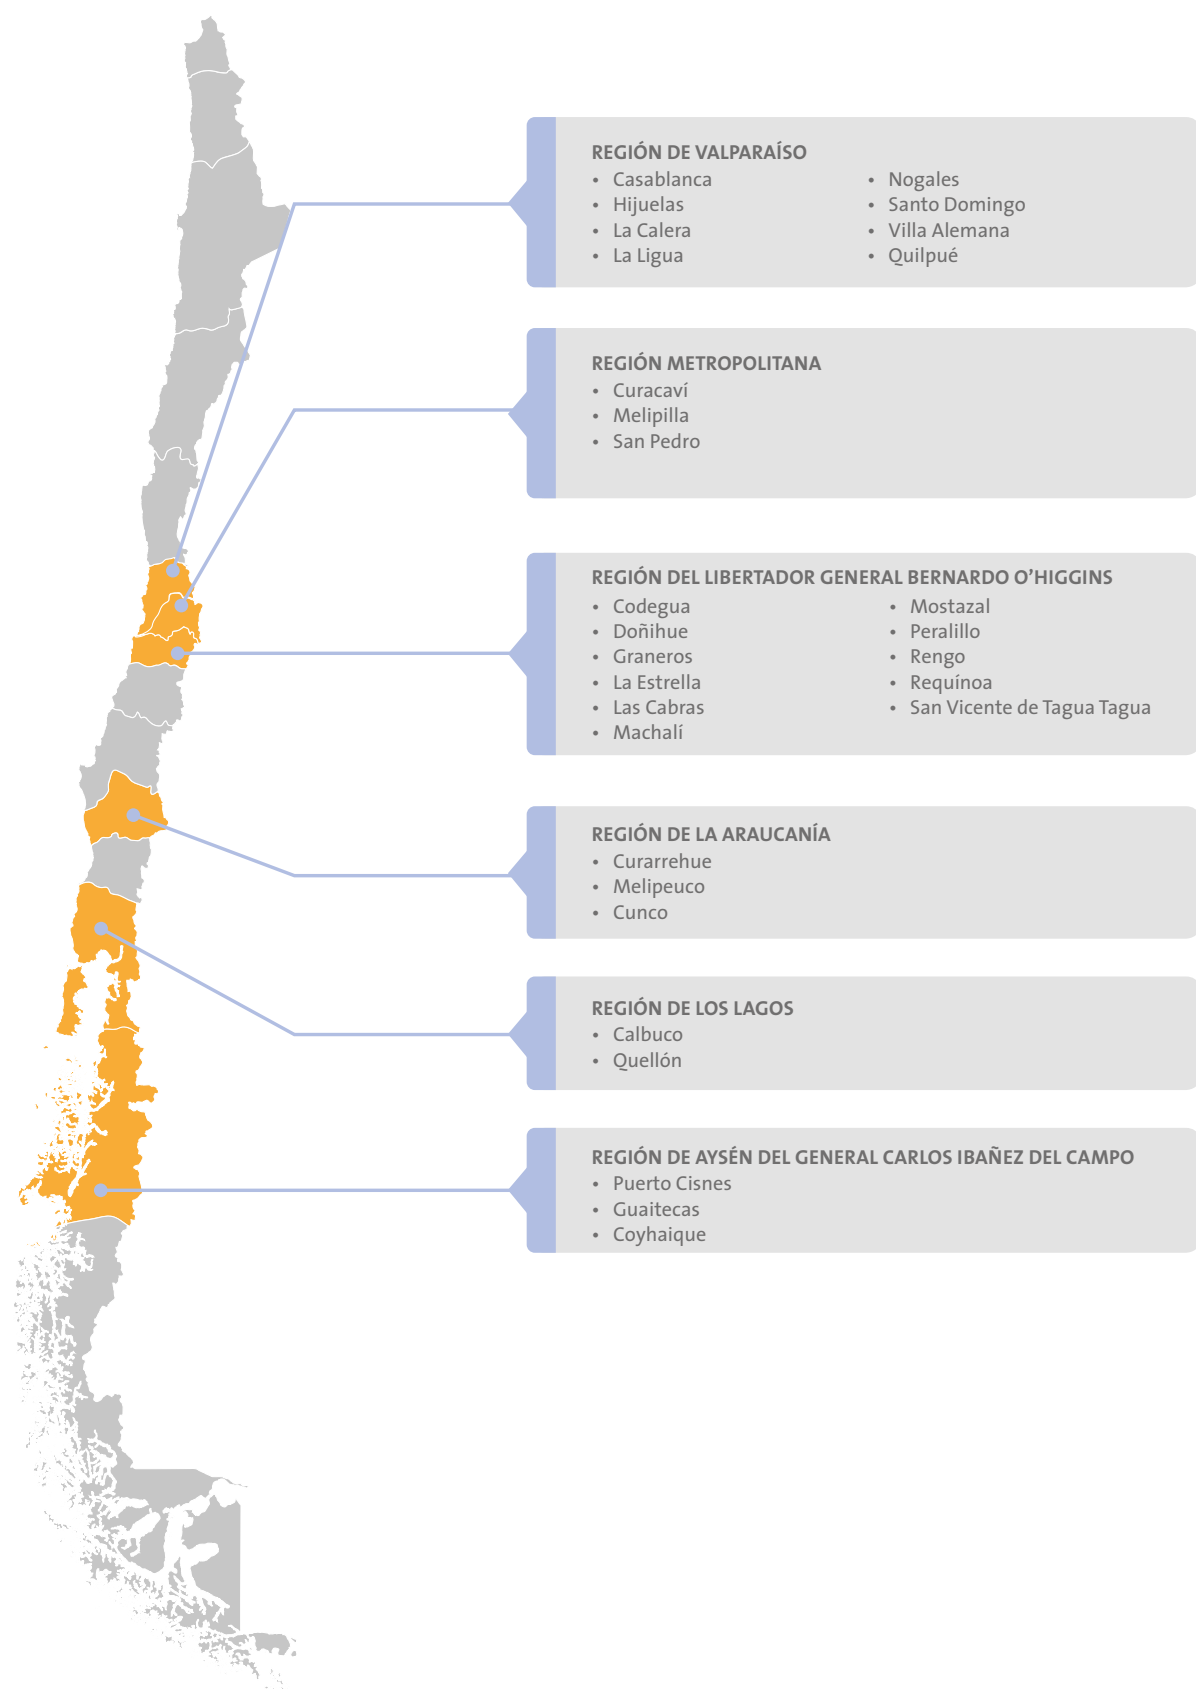 REGIÓN DE VALPARAÍSO
• Casablanca
• Hijuelas
• La Calera
• La Ligua
• Nogales
• Santo Domingo
• Villa Alemana
• Quilpué
REGIÓN METROPOLITANA
• Curacaví
• Melipilla
• San Pedro
REGIÓN DEL LIBERTADOR GENERAL BERNARDO O’HIGGINS
• Codegua
• Doñihue
• Graneros
• La Estrella
• Las Cabras
• Machalí
• Mostazal
• Peralillo
• Rengo
• Requínoa
• San Vicente de Tagua Tagua
REGIÓN DE LA ARAUCANÍA
• Curarrehue
• Melipeuco
• Cunco
REGIÓN DE LOS LAGOS
• Calbuco
• Quellón
REGIÓN DE AYSÉN DEL GENERAL CARLOS IBAÑEZ DEL CAMPO
• Puerto Cisnes
• Guaitecas
• Coyhaique